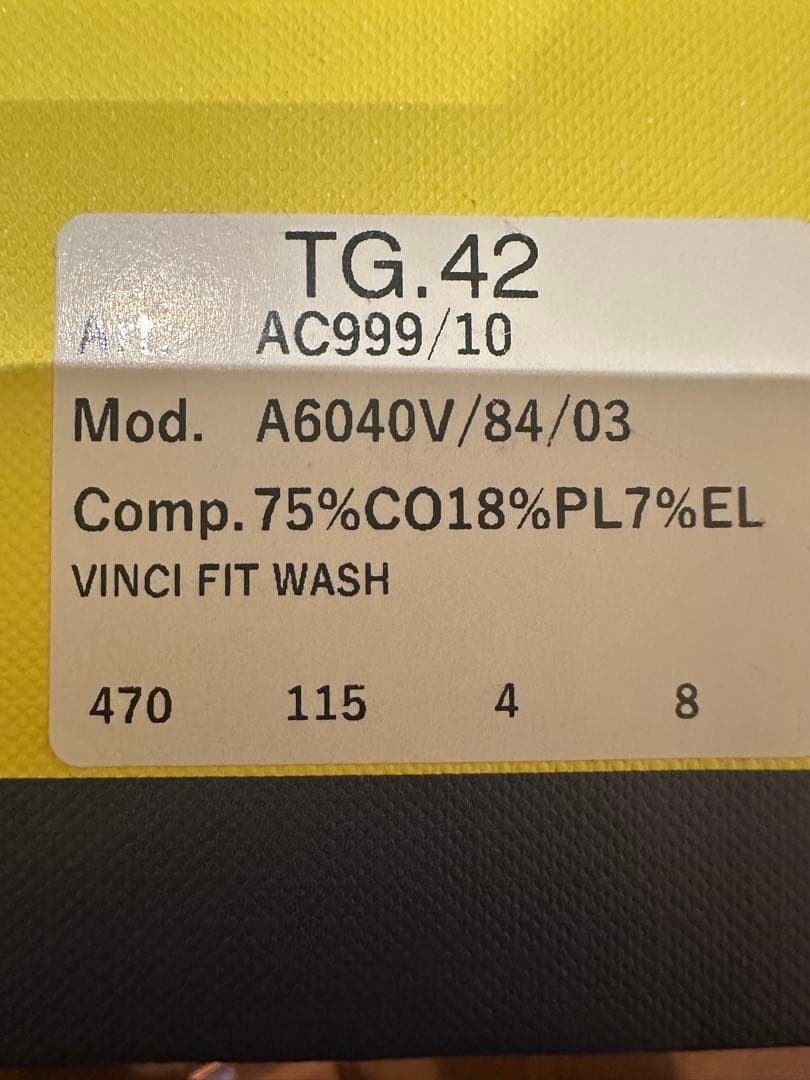 TG.42
Art. AC999/10
Mod. A6040V/84/03
Comp.75%CO18%PL7%EL
VINCI FIT WASH
470 115 4 8